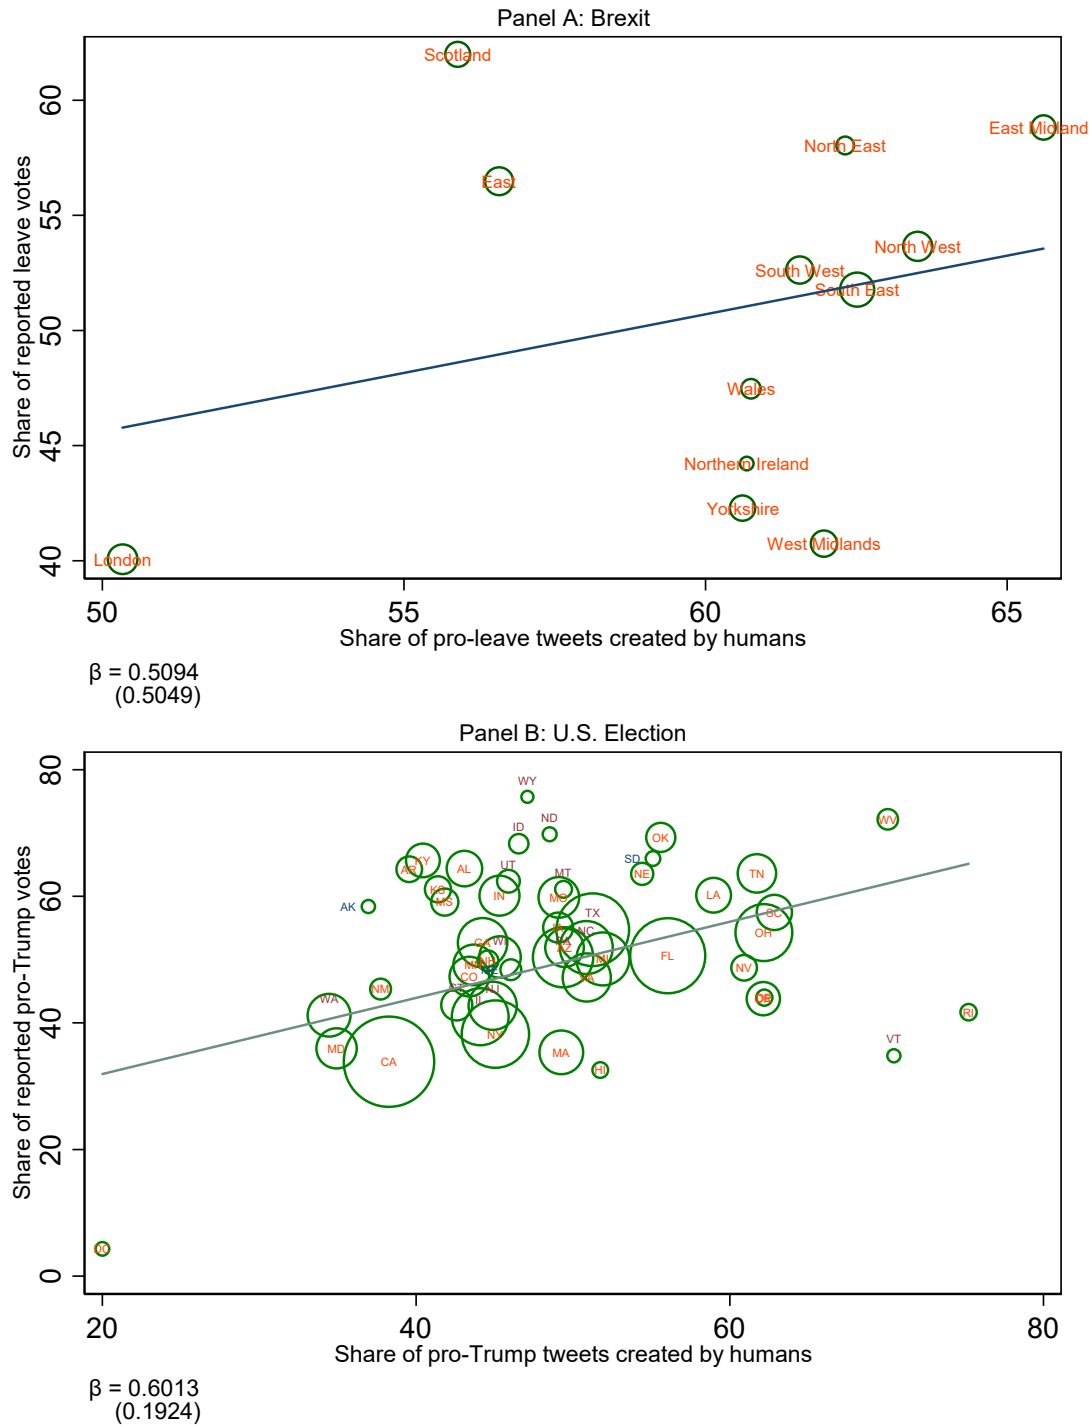 Panel A: Brexit
Share of reported leave votes
60
55
50
45
40
Scotland
East Midland
North East
East
North West
South West
South East
Wales
Northern Ireland
Yorkshire
West Midlands
London
50 55 60 65
Share of pro-leave tweets created by humans
β = 0.5094
(0.5049)
Panel B: U.S. Election
Share of reported pro-Trump votes
80
60
40
20
0
WY
ND
WV
ID
OK
KY
SD
AR
AL
UT
MT
NE
TN
KS
IN
MO
LA
MS
AK
TX
SC
NC
OH
GA
WI
AZ
MI
FL
NV
CO
NM
WA
NJ
NY
RI
MD
CA
MA
VT
HI
DC
20 40 60 80
Share of pro-Trump tweets created by humans
β = 0.6013
(0.1924)